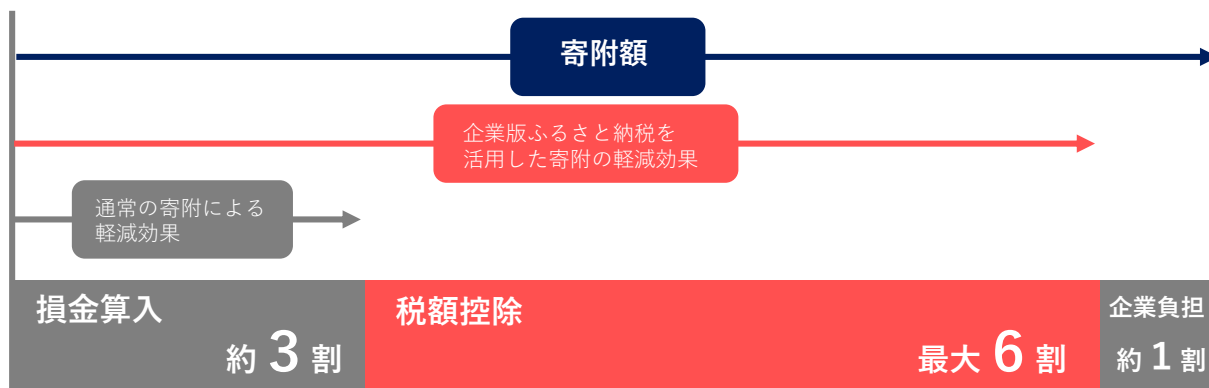 寄附額
企業版ふるさと納税を
活用した寄附の軽減効果
通常の寄附による
軽減効果
損金算入
約 3 割
税額控除
最大 6 割
企業負担
約 1 割